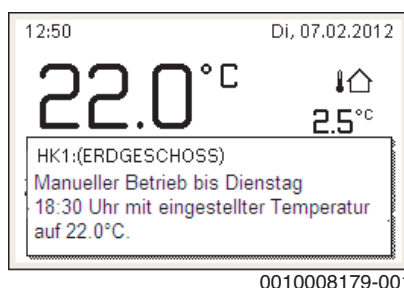 12:50 Di, 07.02.2012
22.0°C
2.5°C
HK1:(ERDGESCHOSS)
Manueller Betrieb bis Dienstag
18:30 Uhr mit eingestellter Temperatur
auf 22.0°C.
0010008179-001